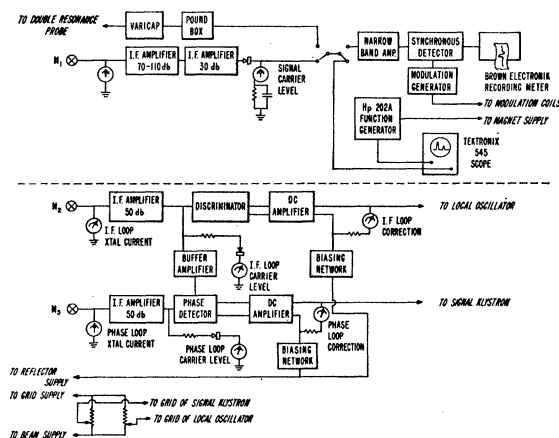 TO DOUBLE RESONANCE
PROBE
VARICAP
POUND
BOX
NARROW
BAND AMP.
SYNCHRONOUS
DETECTOR
BROWN ELECTRONIK
RECORDING METER
N₁
I.F. AMPLIFIER
70-110 db
I.F. AMPLIFIER
30 db
SIGNAL
CARRIER
LEVEL
MODULATION
GENERATOR
TO MODULATION COILS
Hp 202A
FUNCTION
GENERATOR
TO MAGNET SUPPLY
TEKTRONIX
545
SCOPE
N₂
I.F. AMPLIFIER
50 db
DISCRIMINATOR
DC
AMPLIFIER
TO LOCAL OSCILLATOR
I.F. LOOP
XTAL CURRENT
I.F. LOOP
CORRECTION
BUFFER
AMPLIFIER
I.F. LOOP
CARRIER
LEVEL
BIASING
NETWORK
N₃
I.F. AMPLIFIER
50 db
PHASE
DETECTOR
DC
AMPLIFIER
TO SIGNAL KLYSTRON
PHASE LOOP
XTAL CURRENT
PHASE LOOP
CARRIER LEVEL
PHASE
LOOP
CORRECTION
BIASING
NETWORK
TO REFLECTOR
SUPPLY
TO GRID SUPPLY
TO GRID OF SIGNAL KLYSTRON
TO GRID OF LOCAL OSCILLATOR
TO BEAM SUPPLY